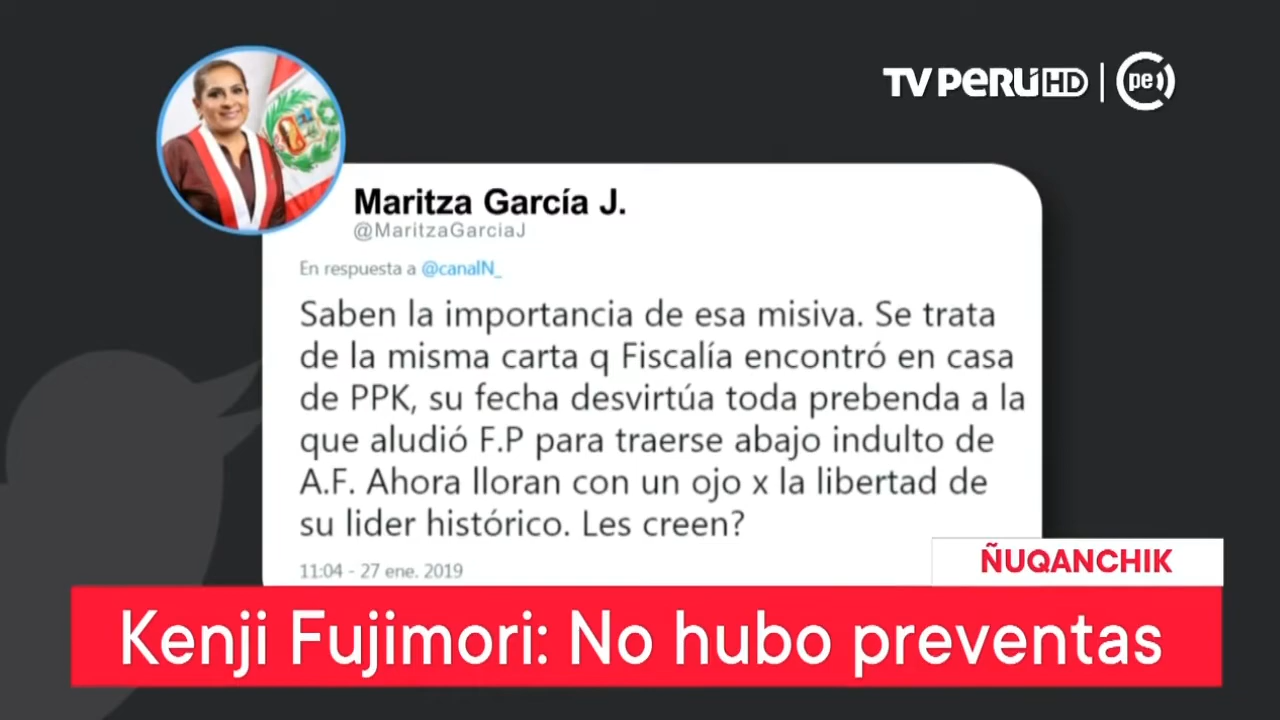 TVPERÚHD | pe
Maritza García J.
@MaritzaGarciaJ
En respuesta a @canalN_
Saben la importancia de esa misiva. Se trata
de la misma carta q Fiscalía encontró en casa
de PPK, su fecha desvirtúa toda prebenda a la
que aludió F.P para traerse abajo indulto de
A.F. Ahora lloran con un ojo x la libertad de
su lider histórico. Les creen?
11:04 - 27 ene. 2019
ÑUQANCHIK
Kenji Fujimori: No hubo preventas